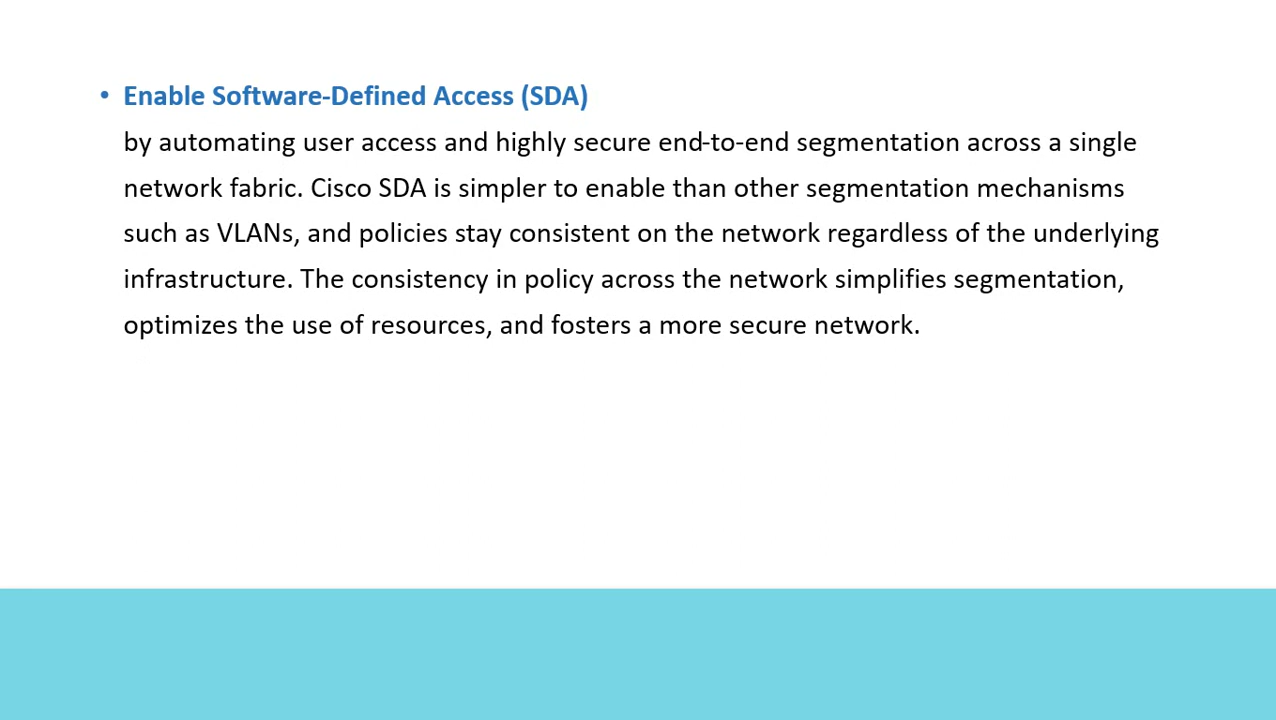 • Enable Software-Defined Access (SDA)
by automating user access and highly secure end-to-end segmentation across a single
network fabric. Cisco SDA is simpler to enable than other segmentation mechanisms
such as VLANs, and policies stay consistent on the network regardless of the underlying
infrastructure. The consistency in policy across the network simplifies segmentation,
optimizes the use of resources, and fosters a more secure network.